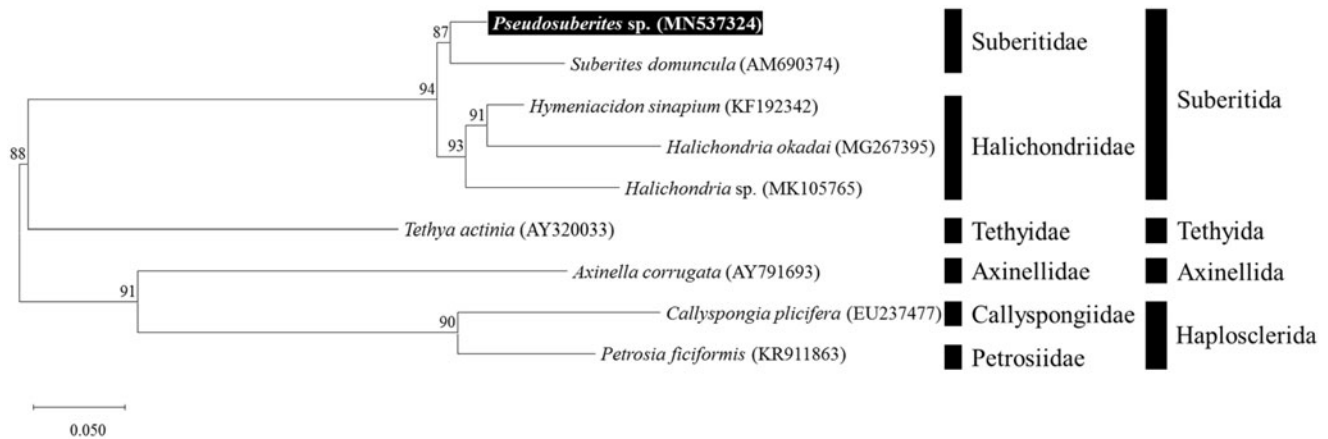 Pseudosuberites sp. (MN537324)
87
Suberitidae
Suberites domuncula (AM690374)
94
Suberitida
Hymeniacidon sinapium (KF192342)
91
Halichondria okadai (MG267395)
Halichondriidae
93
88
Halichondria sp. (MK105765)
Tethya actinia (AY320033)
Tethyidae
Tethyida
Axinella corrugata (AY791693)
Axinellidae
Axinellida
91
Callyspongia plicifera (EU237477)
Callyspongiidae
90
Haplosclerida
Petrosia ficiformis (KR911863)
Petrosiidae
0.050